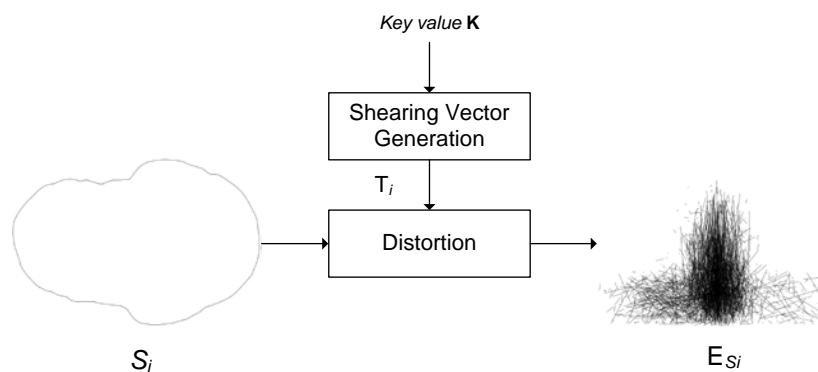 Key value K
Shearing Vector
Generation
Ti
Distortion
Si
ESi